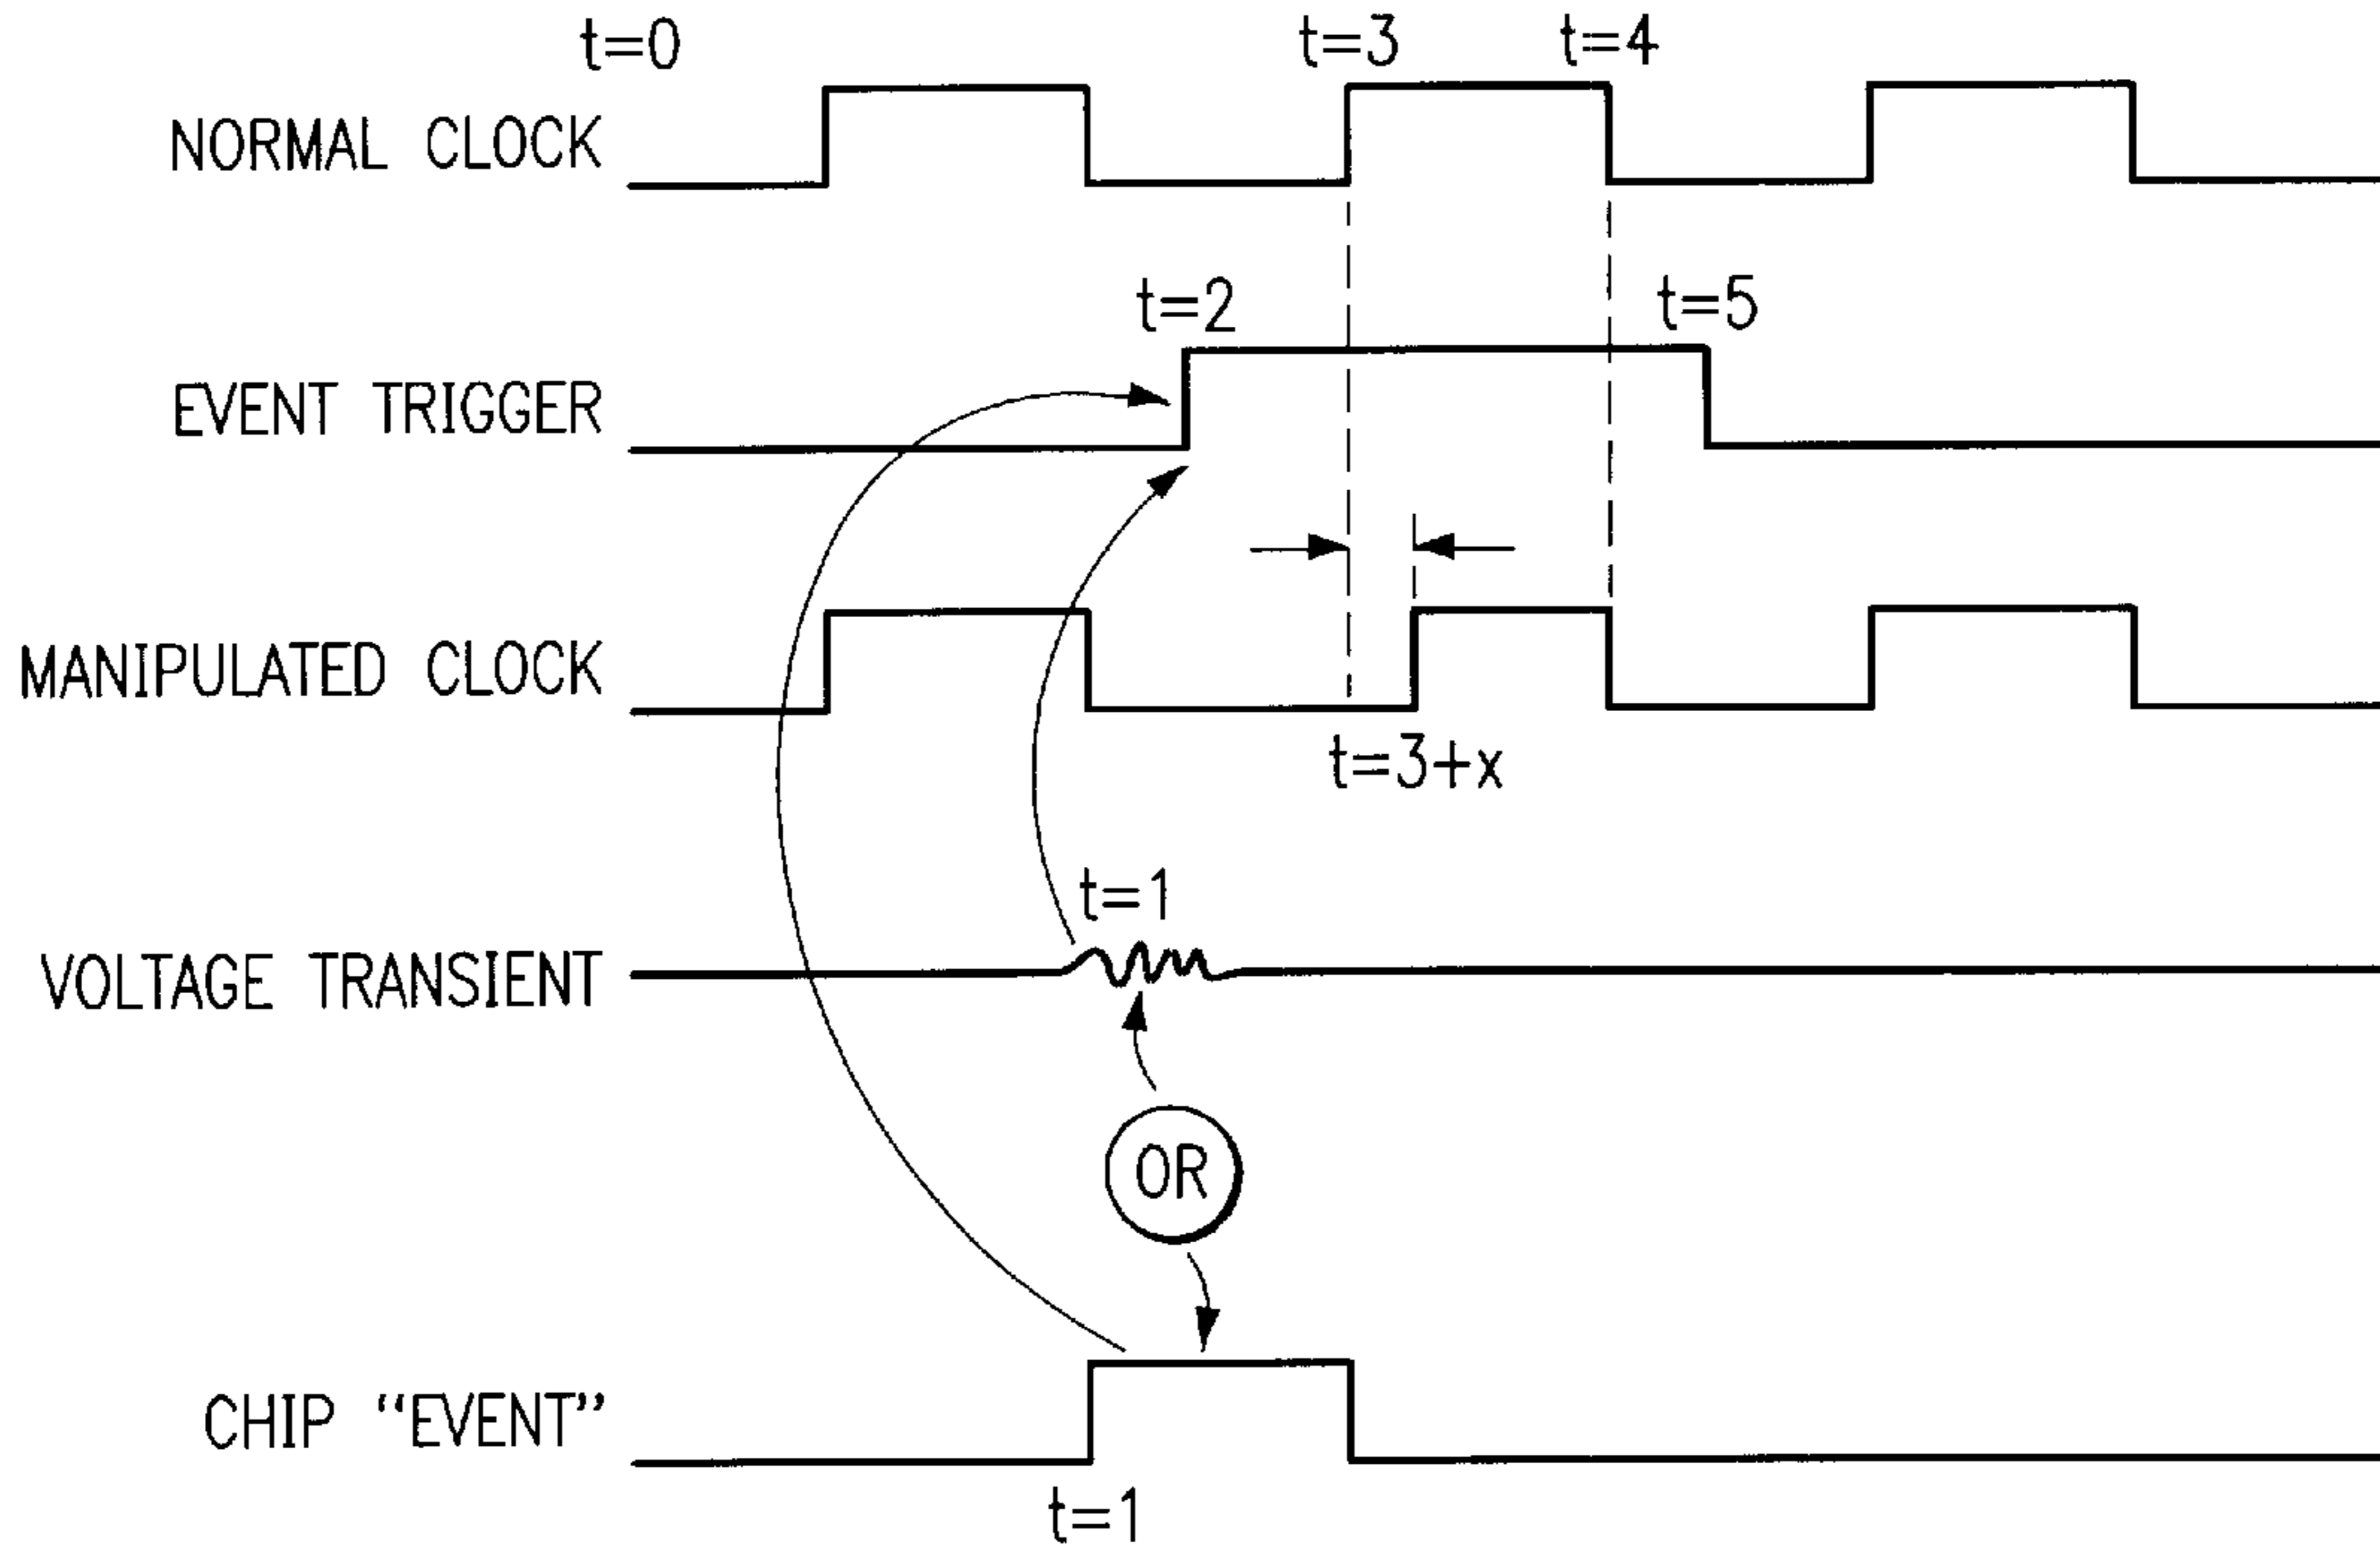 t=0
t=3
t=4
NORMAL CLOCK
t=2
t=5
EVENT TRIGGER
MANIPULATED CLOCK
t=3+x
t=1
VOLTAGE TRANSIENT
OR
CHIP “EVENT”
t=1